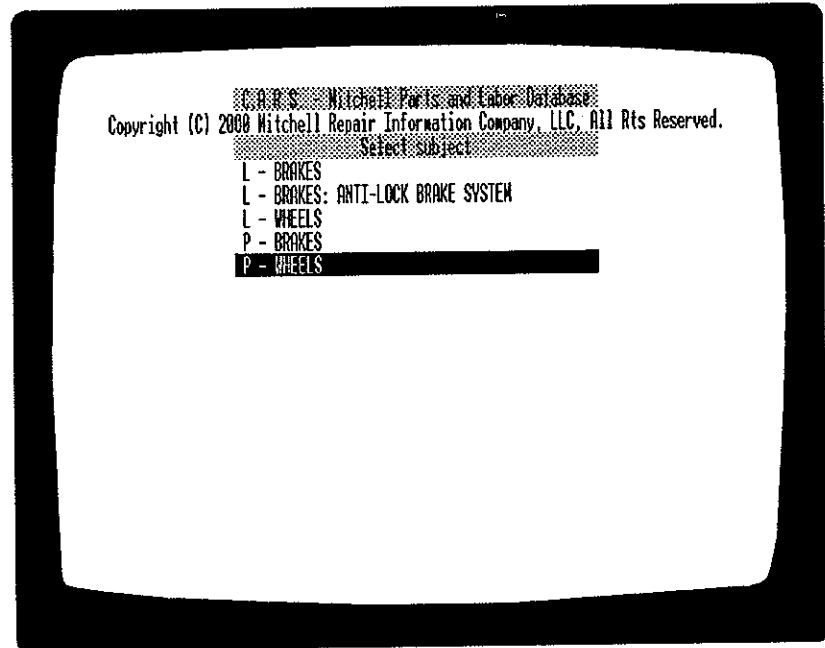 C.A.R.S. - Mitchell Parts and Labor Database
Copyright (C) 2000 Mitchell Repair Information Company, LLC, All Rts Reserved.
Select subject
L - BRAKES
L - BRAKES: ANTI-LOCK BRAKE SYSTEM
L - WHEELS
P - BRAKES
P - WHEELS